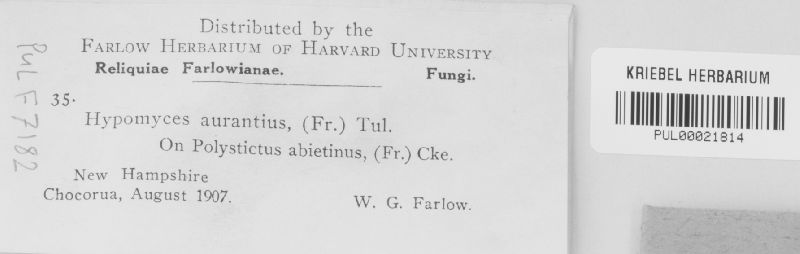 Distributed by the
FARLOW HERBARIUM OF HARVARD UNIVERSITY
Reliquiae Farlowianae. Fungi.
35.
Hypomyces aurantius, (Fr.) Tul.
On Polystictus abietinus, (Fr.) Cke.
New Hampshire
Chocorua, August 1907. W. G. Farlow.
PUL F 7182
KRIEBEL HERBARIUM
PUL00021814